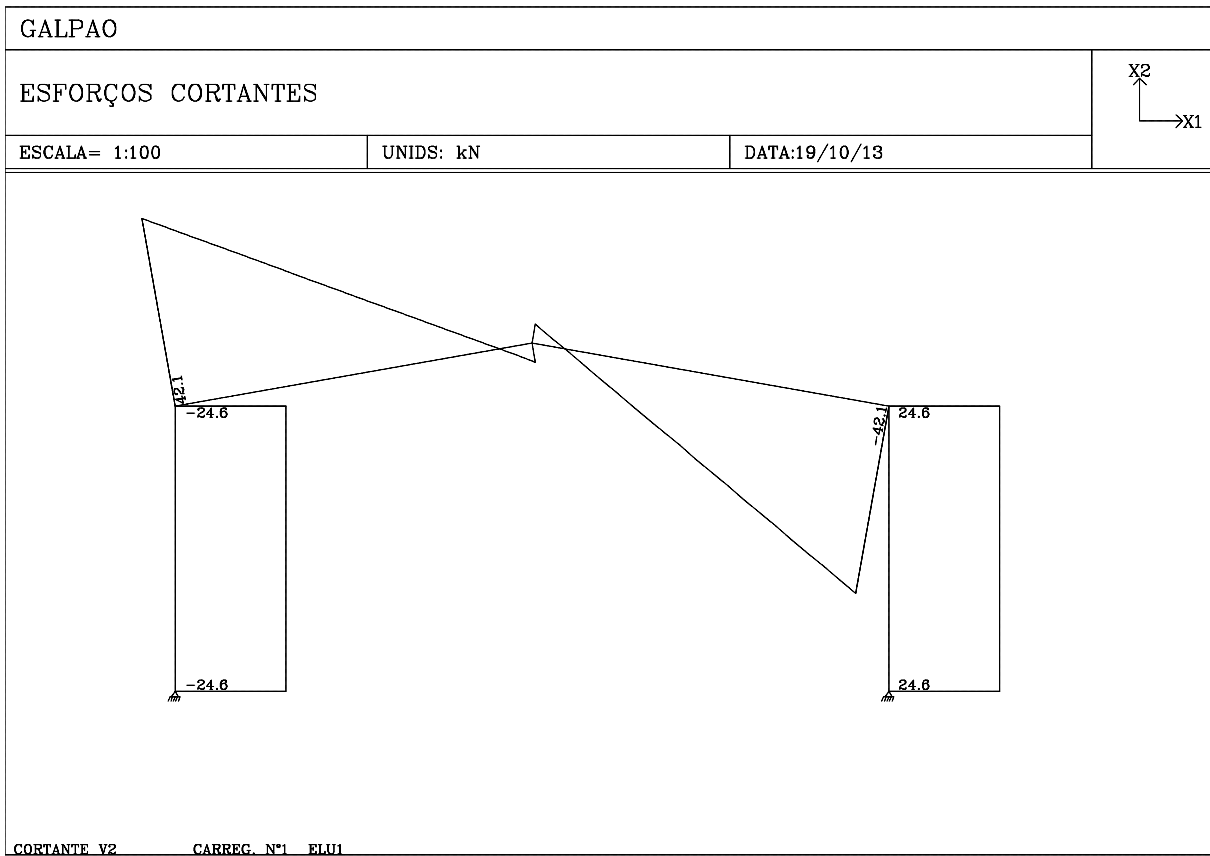 GALPAO
ESFORÇOS CORTANTES
X2
X1
ESCALA= 1:100
UNIDS: kN
DATA:19/10/13
42.1
-24.6
-42.1
24.6
-24.6
24.6
CORTANTE V2 CARREG. Nº1 ELU1